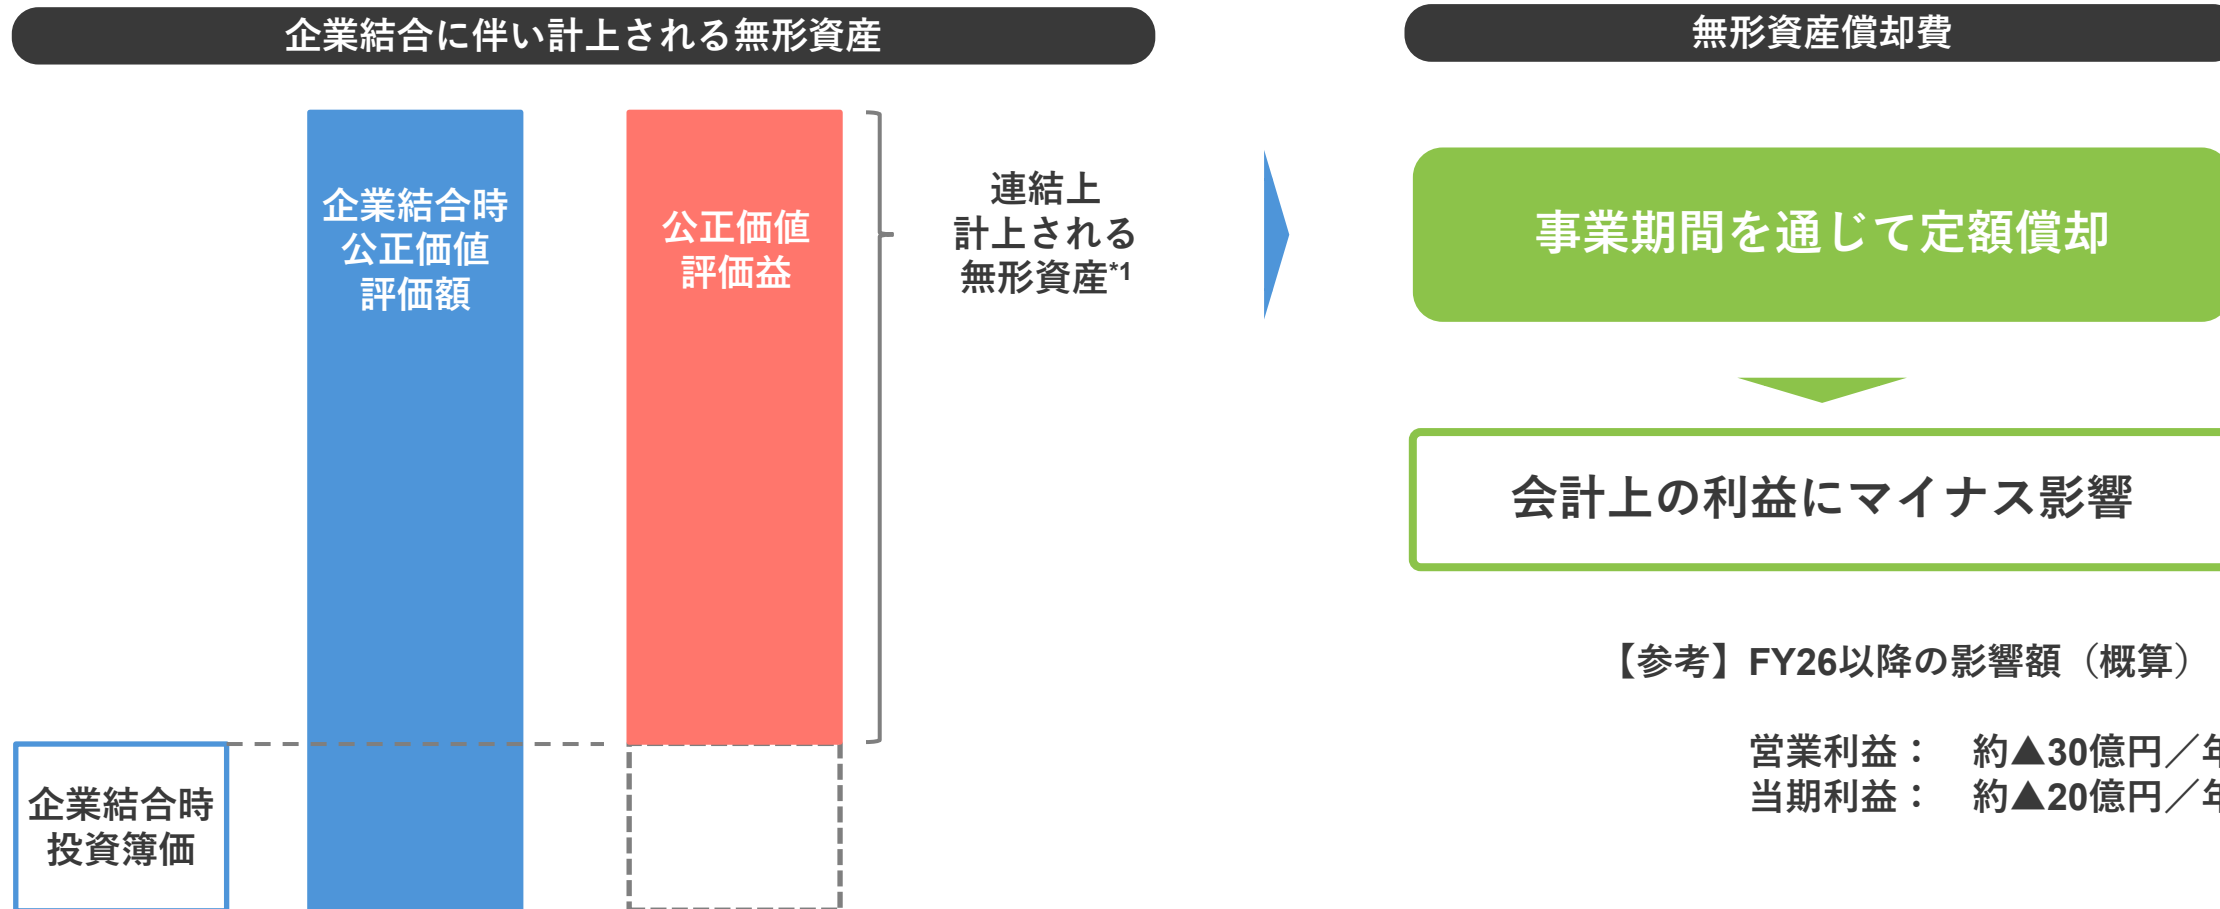 企業結合に伴い計上される無形資産
企業結合時
公正価値
評価額
公正価値
評価益
連結上
計上される
無形資産*1
企業結合時
投資簿価
無形資産償却費
事業期間を通じて定額償却
会計上の利益にマイナス影響
【参考】FY26以降の影響額（概算）
営業利益： 約▲30億円／年
当期利益： 約▲20億円／年